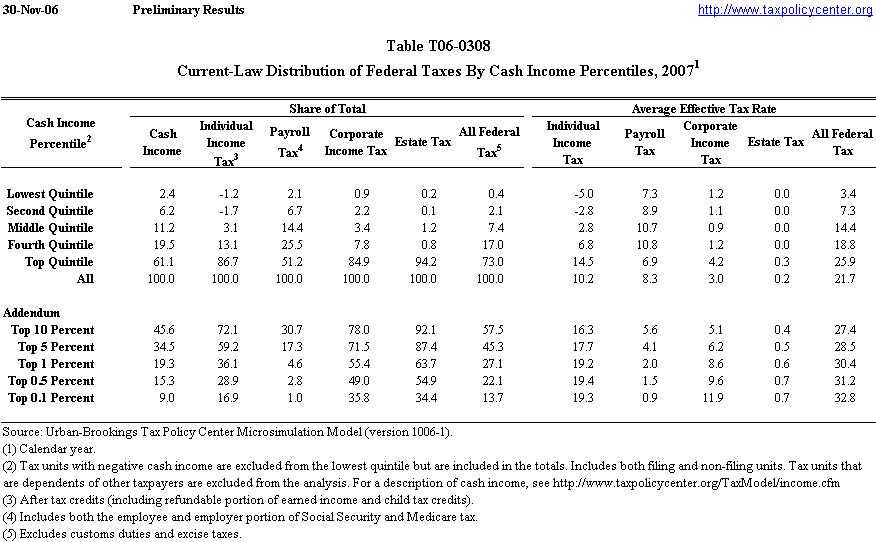 30-Nov-06 Preliminary Results http://www.taxpolicycenter.org
Table T06-0308
Current-Law Distribution of Federal Taxes By Cash Income Percentiles, 2007¹
Cash Income Percentile² Share of Total Average Effective Tax Rate
Cash Income Individual Income Tax³ Payroll Tax⁴ Corporate Income Tax Estate Tax All Federal Tax⁵ Individual Income Tax Payroll Tax Corporate Income Tax Estate Tax All Federal Tax
Lowest Quintile 2.4 -1.2 2.1 0.9 0.2 0.4 -5.0 7.3 1.2 0.0 3.4
Second Quintile 6.2 -1.7 6.7 2.2 0.1 2.1 -2.8 8.9 1.1 0.0 7.3
Middle Quintile 11.2 3.1 14.4 3.4 1.2 7.4 2.8 10.7 0.9 0.0 14.4
Fourth Quintile 19.5 13.1 25.5 7.8 0.8 17.0 6.8 10.8 1.2 0.0 18.8
Top Quintile 61.1 86.7 51.2 84.9 94.2 73.0 14.5 6.9 4.2 0.3 25.9
All 100.0 100.0 100.0 100.0 100.0 100.0 10.2 8.3 3.0 0.2 21.7
Addendum
Top 10 Percent 45.6 72.1 30.7 78.0 92.1 57.5 16.3 5.6 5.1 0.4 27.4
Top 5 Percent 34.5 59.2 17.3 71.5 87.4 45.3 17.7 4.1 6.2 0.5 28.5
Top 1 Percent 19.3 36.1 4.6 55.4 63.7 27.1 19.2 2.0 8.6 0.6 30.4
Top 0.5 Percent 15.3 28.9 2.8 49.0 54.9 22.1 19.4 1.5 9.6 0.7 31.2
Top 0.1 Percent 9.0 16.9 1.0 35.8 34.4 13.7 19.3 0.9 11.9 0.7 32.8
Source: Urban-Brookings Tax Policy Center Microsimulation Model (version 1006-1).
(1) Calendar year.
(2) Tax units with negative cash income are excluded from the lowest quintile but are included in the totals. Includes both filing and non-filing units. Tax units that
are dependents of other taxpayers are excluded from the analysis. For a description of cash income, see http://www.taxpolicycenter.org/TaxModel/income.cfm
(3) After tax credits (including refundable portion of earned income and child tax credits).
(4) Includes both the employee and employer portion of Social Security and Medicare tax.
(5) Excludes customs duties and excise taxes.